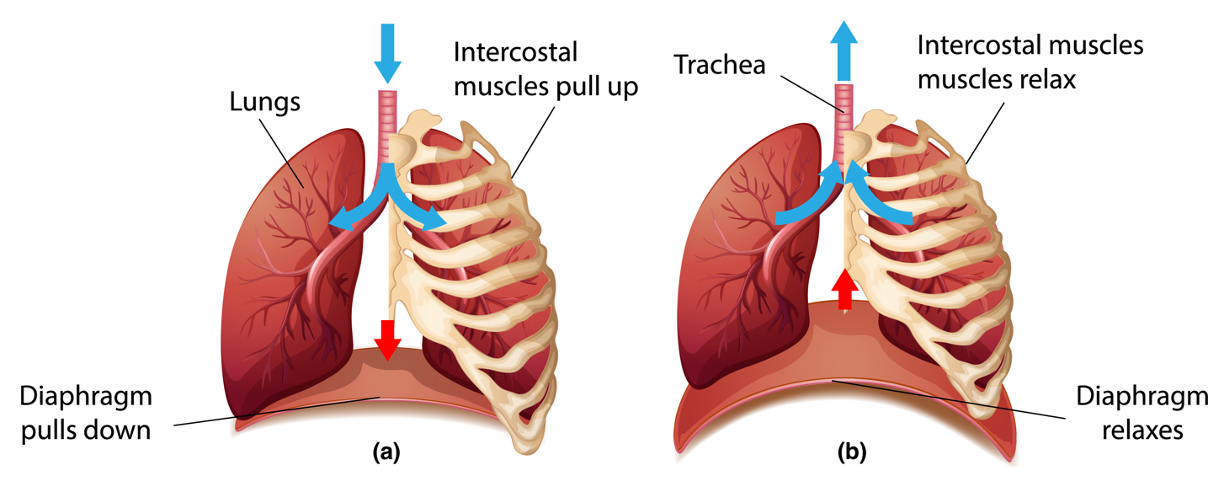 Lungs
Intercostal
muscles pull up
Diaphragm
pulls down
(a)
Trachea
Intercostal muscles
muscles relax
Diaphragm
relaxes
(b)